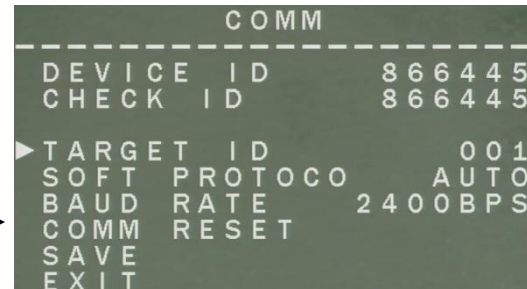 COMM
DEVICE ID 866445
CHECK ID 866445
TARGET ID 001
SOFT PROTOCO AUTO
BAUD RATE 2400BPS
COMM RESET
SAVE
EXIT